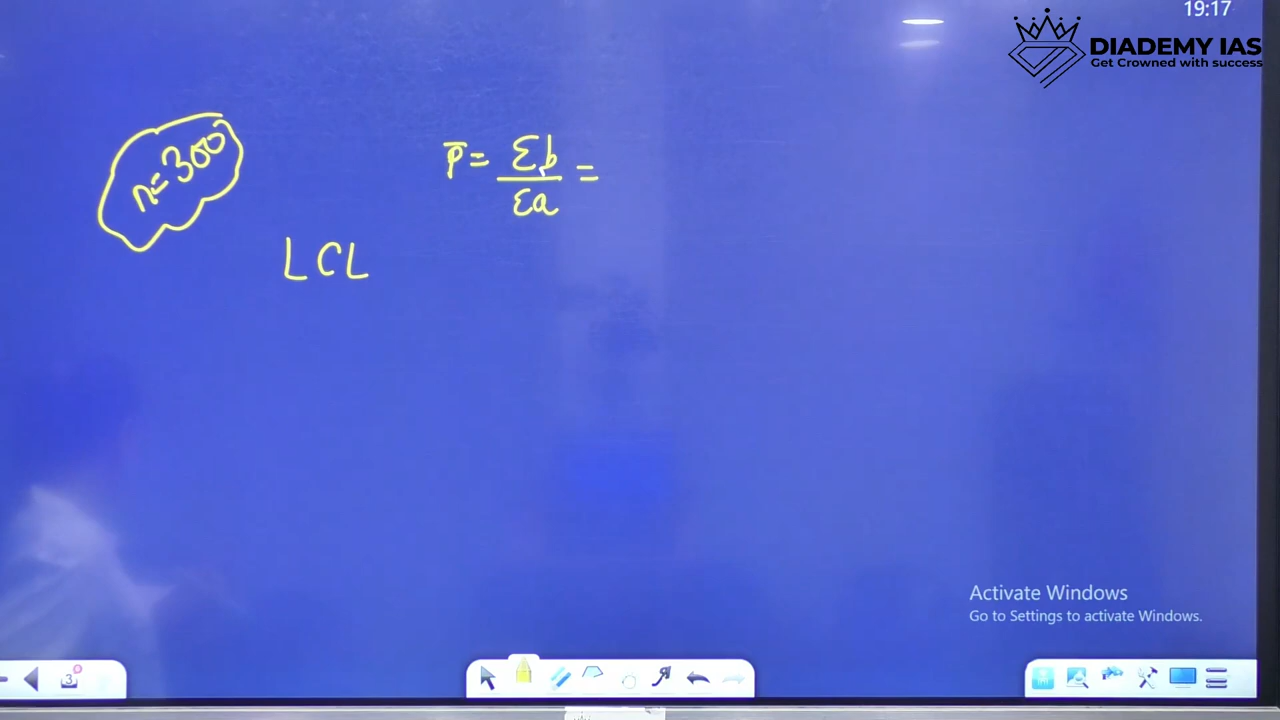 19:17
DIADEMY IAS
Get Crowned with success
n=300
p̄ = Σb / Σa =
LCL
Activate Windows
Go to Settings to activate Windows.
3